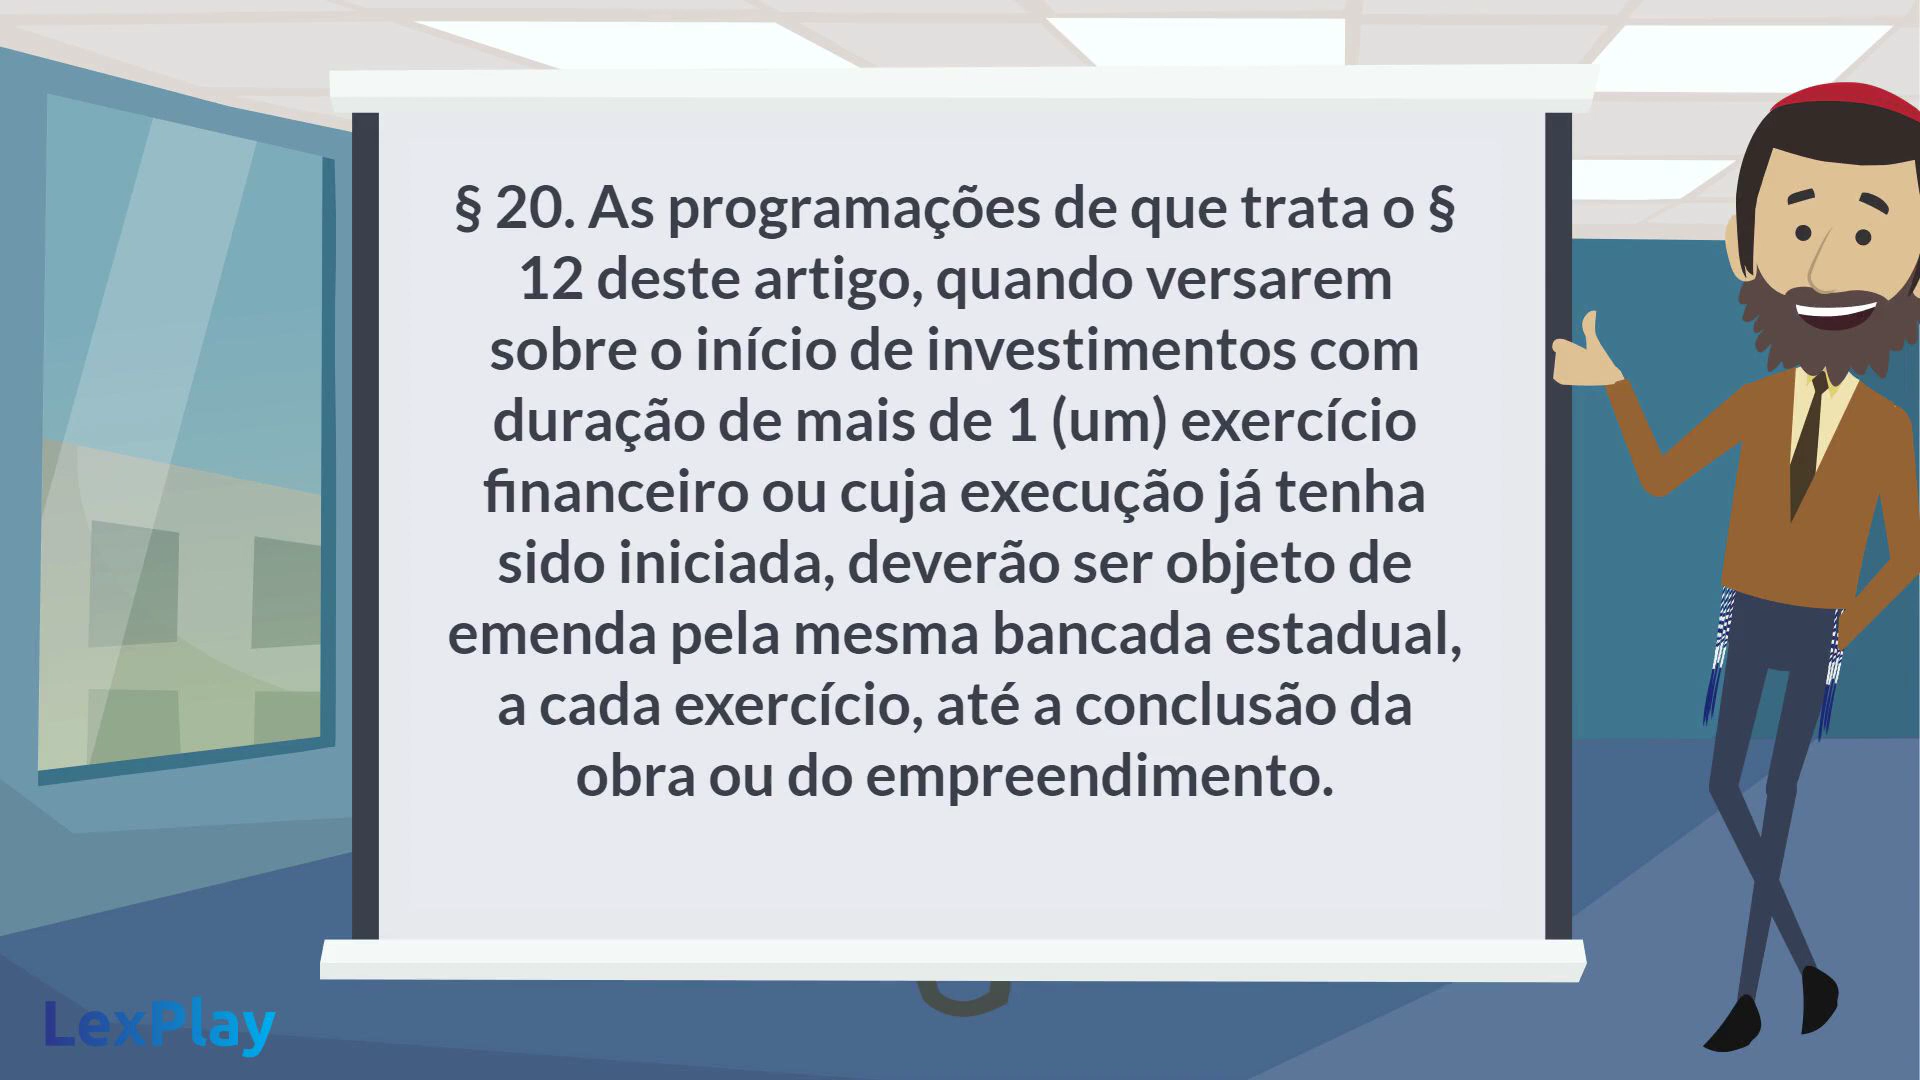 § 20. As programações de que trata o §
12 deste artigo, quando versarem
sobre o início de investimentos com
duração de mais de 1 (um) exercício
financeiro ou cuja execução já tenha
sido iniciada, deverão ser objeto de
emenda pela mesma bancada estadual,
a cada exercício, até a conclusão da
obra ou do empreendimento.
LexPlay